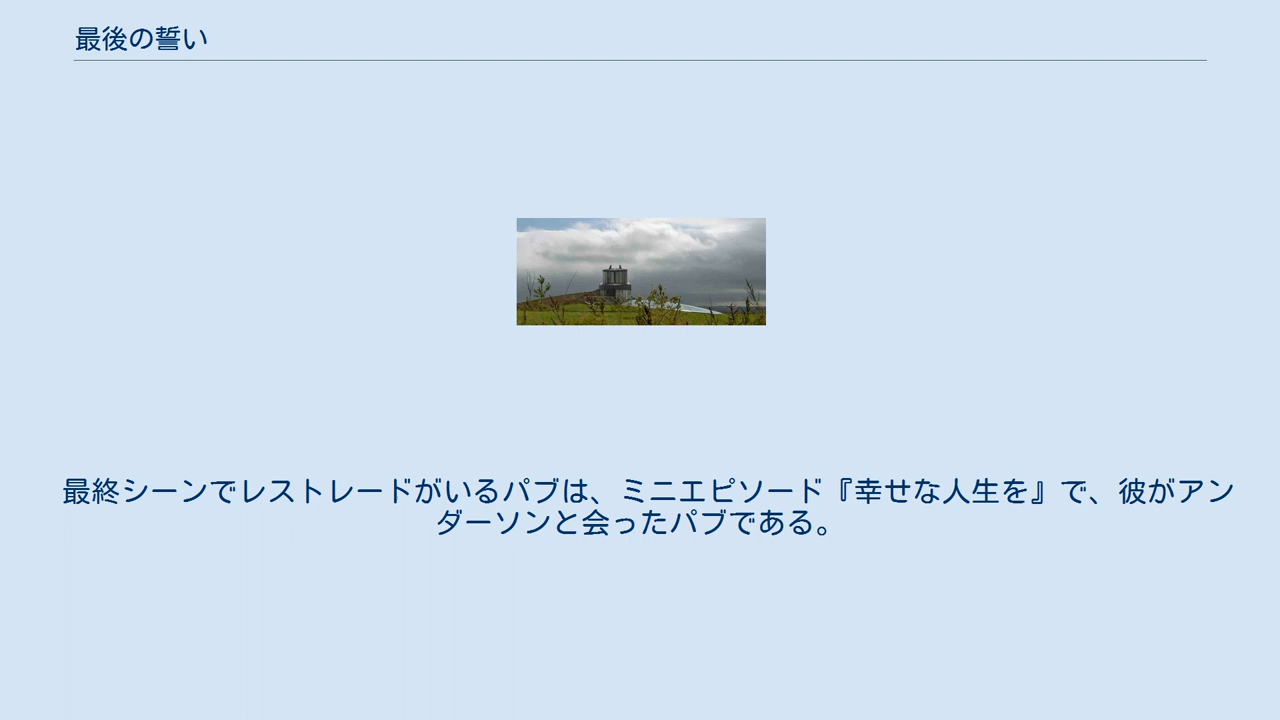 最後の誓い
最終シーンでレストレードがいるパブは、ミニエピソード『幸せな人生を』で、彼がアン
ダーソンと会ったパブである。